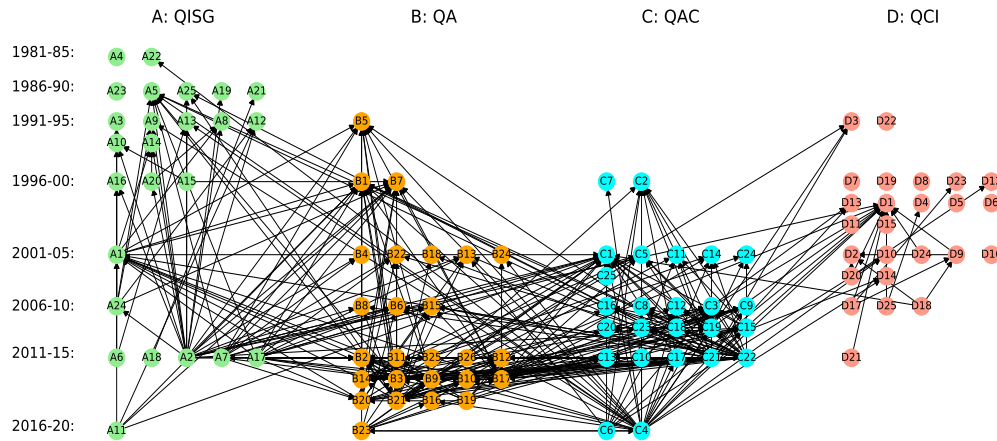 A: QISG B: QA C: QAC D: QCI
1981-85: A4 A22
1986-90: A23 A5 A25 A19 A21
1991-95: A3 A9 A13 A8 A12 B5 D3 D22
A10 A14
1996-00: A16 A20 A15 B1 B7 C7 C2 D7 D19 D8 D23
D13 D1 D4 D5 D6
D11 D15
2001-05: B4 B22 B18 B13 B24 C1 C5 C11 C14 C24 D2 D10 D24 D9
C25 D20 D14
2006-10: A24 B8 B6 B15 C16 C8 C12 C3 C9 D17 D25 D18
C20 C23 C18 C19 C15
2011-15: A6 A18 A2 A7 A17 B2 B11 B25 B26 B12 C13 C10 C17 C21 C22 D21
B14 B3 B9 B10 B17
B20 B21 B16 B19
2016-20: A11 B23 C6 C4